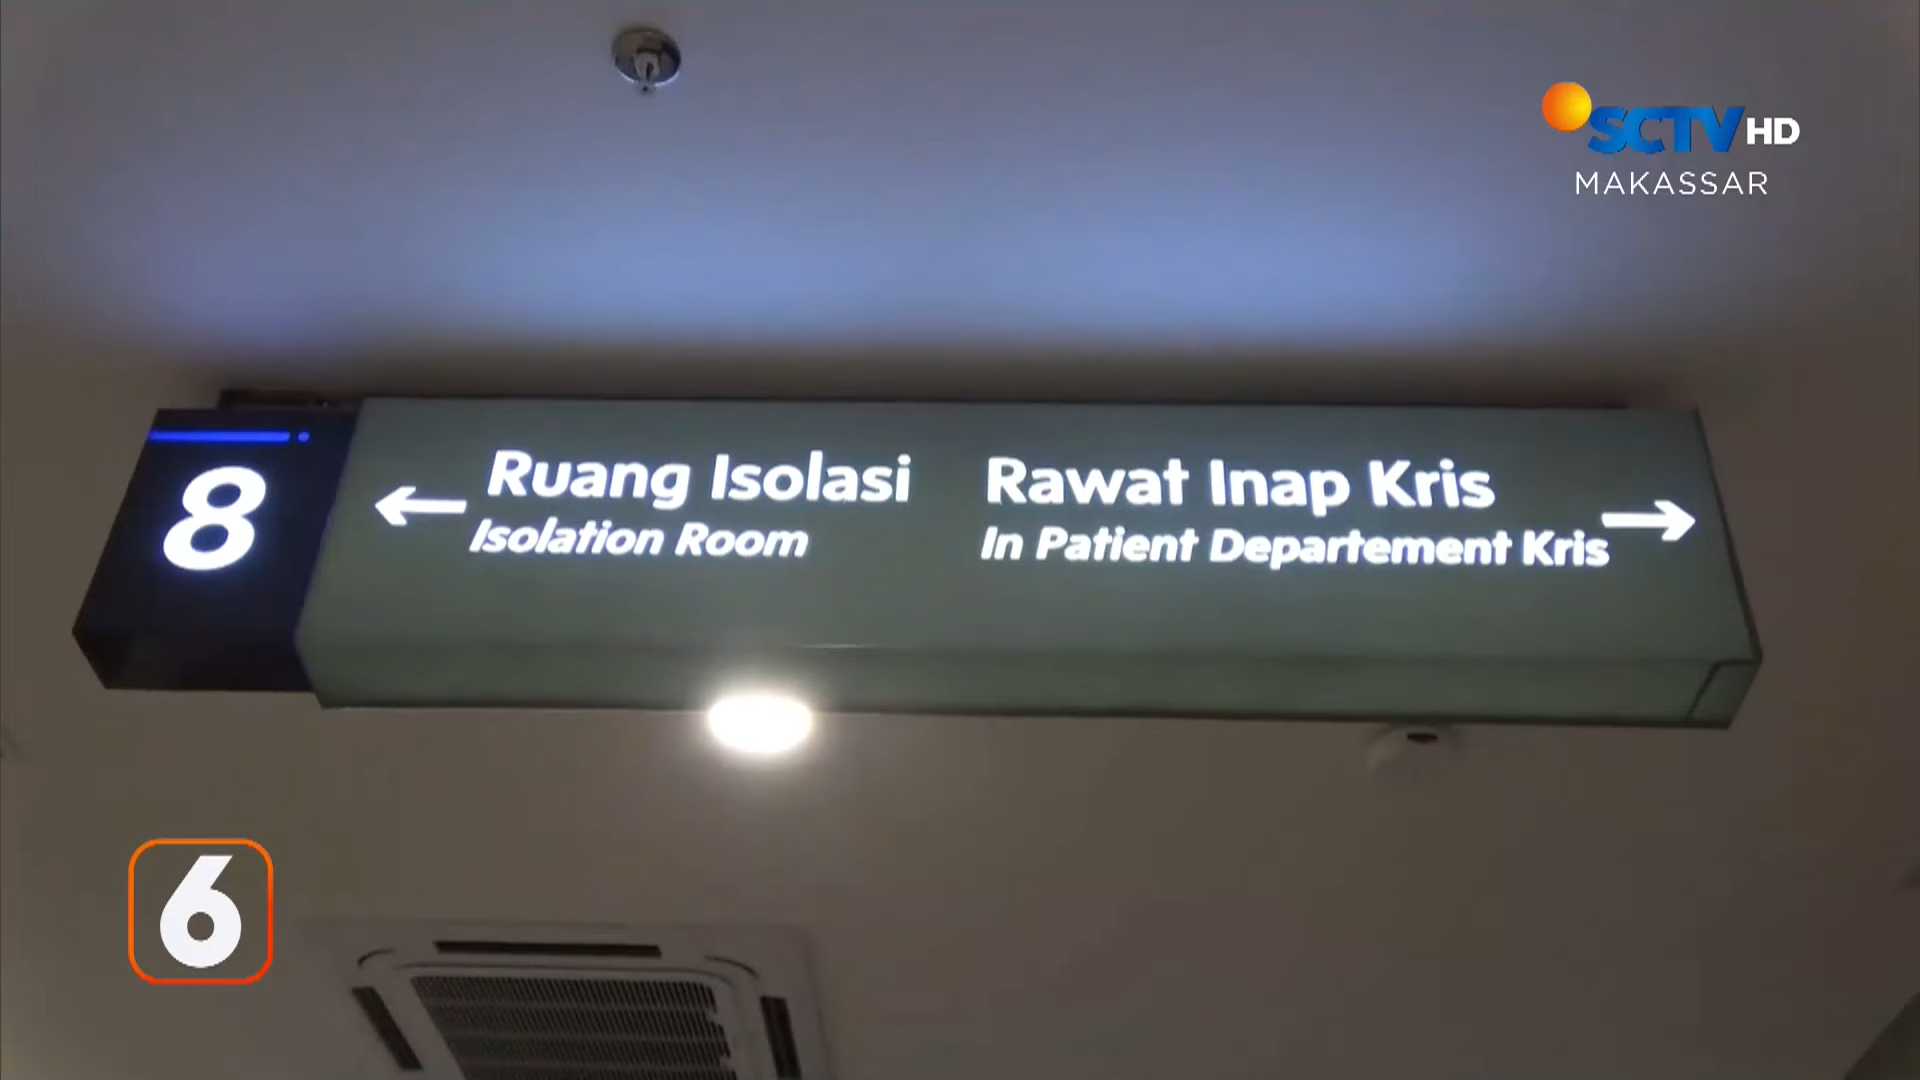 SCTV HD
MAKASSAR
8
← Ruang Isolasi
Isolation Room
Rawat Inap Kris →
In Patient Departement Kris
6